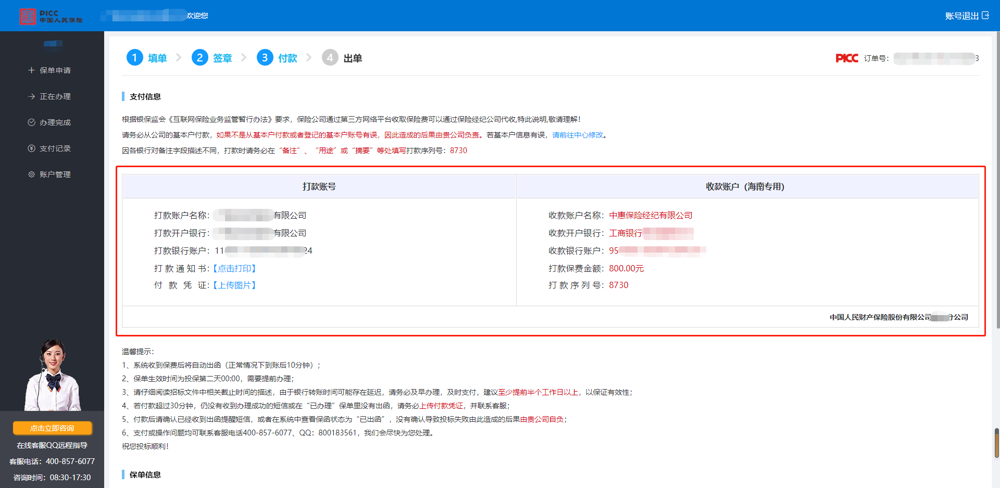 PICC
中国人民保险
欢迎您
账号退出
保单申请
正在办理
办理完成
支付记录
账户管理
点击立即咨询
在线客服QQ远程指导
客服电话：400-857-6077
咨询时间：08:30-17:30
1 填单 2 签章 3 付款 4 出单
PICC 订单号： 3
支付信息
根据银保监会《互联网保险业务监管暂行办法》要求，保险公司通过第三方网络平台收取保险费可以通过保险经纪公司代收,特此说明,敬请理解！
请务必从公司的基本户付款，如果不是从基本户付款或者登记的基本户账号有误，因此造成的后果由贵公司负责。若基本户信息有误，请前往中心修改。
因各银行对备注字段描述不同，打款时请务必在“备注”、“用途”或“摘要”等处填写打款序列号：8730
打款账号
打款账户名称： 有限公司
打款开户银行： 有限公司
打款银行账户：11 24
打款通知书：【点击打印】
付款凭证：【上传图片】
收款账户（海南专用）
收款账户名称：中惠保险经纪有限公司
收款开户银行：工商银行
收款银行账户：95
打款保费金额：800.00元
打款序列号：8730
中国人民财产保险股份有限公司 分公司
温馨提示：
1、系统收到保费后将自动出函（正常情况下到账后10分钟）；
2、保单生效时间为投保第二天00:00，需要提前办理；
3、请仔细阅读招标文件中相关截止时间的描述，由于银行转账时间可能存在延迟，请务必及早办理，及时支付，建议至少提前半个工作日以上，以保证有效性；
4、若付款超过30分钟，仍没有收到办理成功的短信或在“已办理”保单里没有出函，请务必上传付款凭证，并联系客服；
5、付款后请确认已经收到出函提醒短信，或者在系统中查看保函状态为“已出函”，没有确认导致投标失败由此造成的后果由贵公司自负；
6、支付或操作问题均可联系客服电话400-857-6077、QQ：800183561，我们会尽快为您处理。
祝您投标顺利！
保单信息